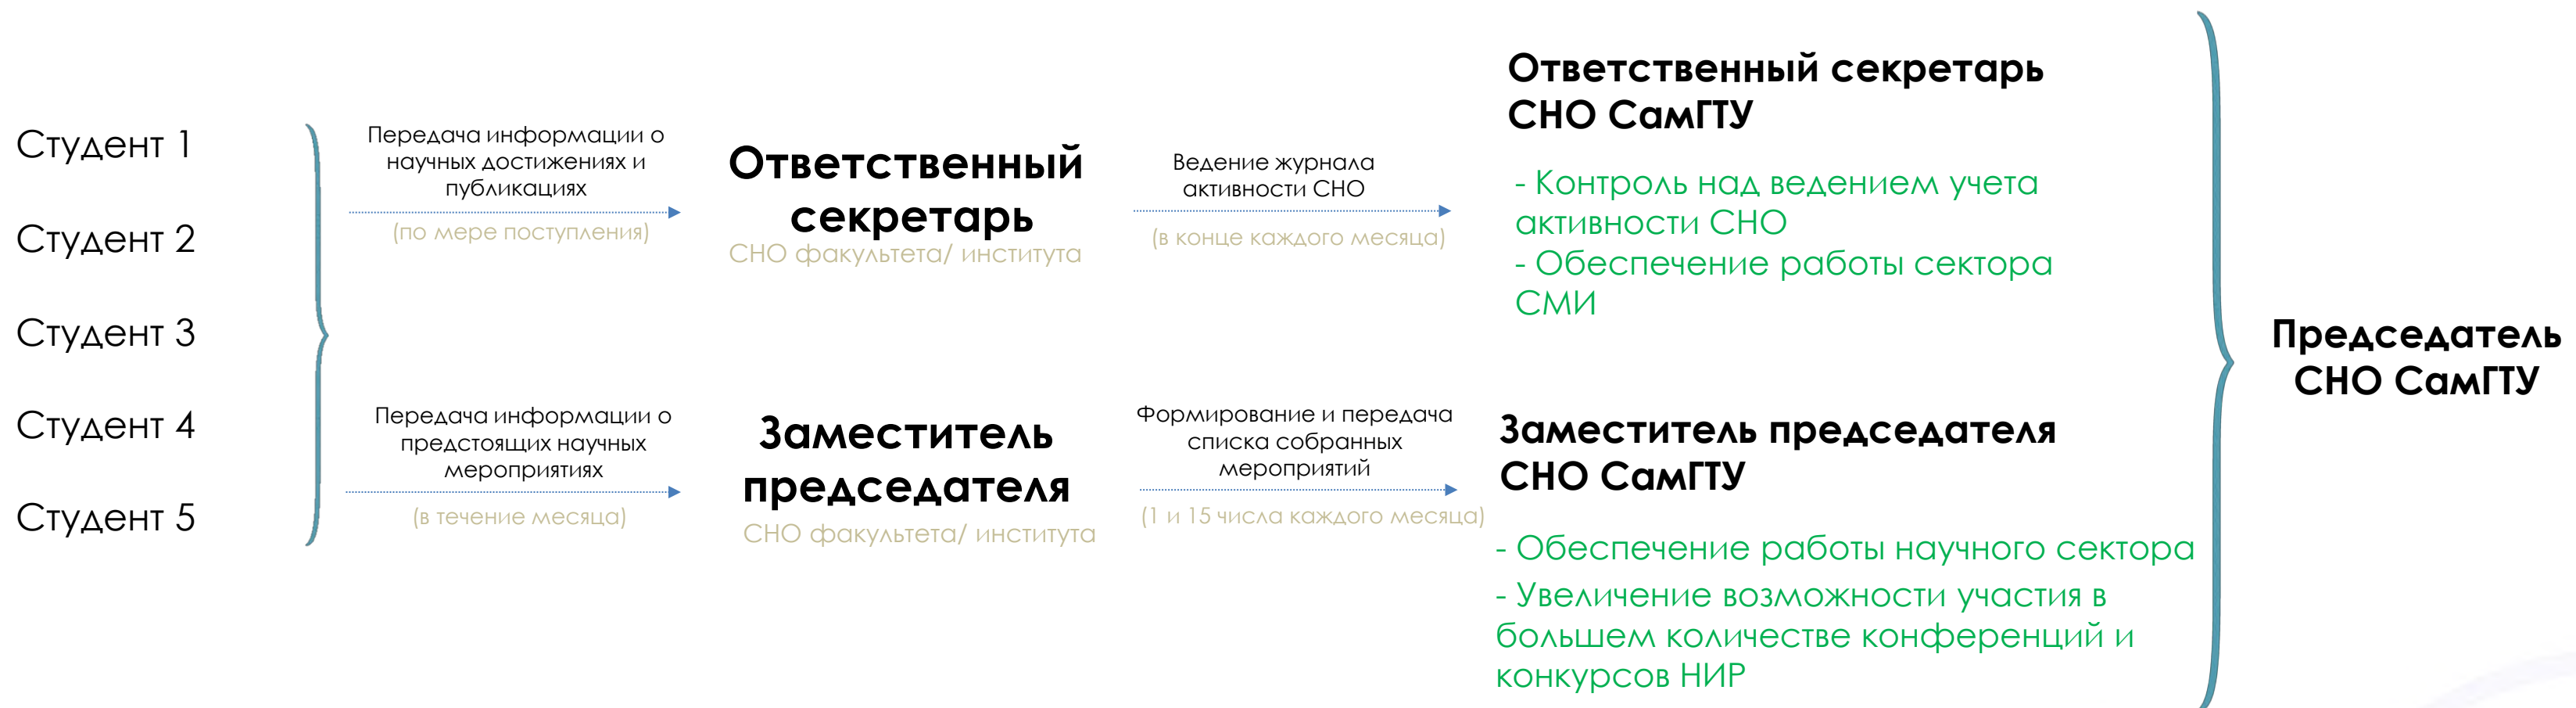 Студент 1
Студент 2
Студент 3
Студент 4
Студент 5
Передача информации о
научных достижениях и
публикациях
(по мере поступления)
Передача информации о
предстоящих научных
мероприятиях
(в течение месяца)
Ответственный
секретарь
СНО факультета/ института
Заместитель
председателя
СНО факультета/ института
Ведение журнала
активности СНО
(в конце каждого месяца)
Формирование и передача
списка собранных
мероприятий
(1 и 15 числа каждого месяца)
Ответственный секретарь
СНО СамГТУ
- Контроль над ведением учета
активности СНО
- Обеспечение работы сектора
СМИ
Заместитель председателя
СНО СамГТУ
- Обеспечение работы научного сектора
- Увеличение возможности участия в
большем количестве конференций и
конкурсов НИР
Председатель
СНО СамГТУ